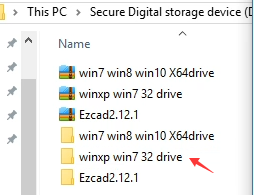 This PC > Secure Digital storage device (
Name
win7 win8 win10 X64drive
winxp win7 32 drive
Ezcad2.12.1
win7 win8 win10 X64drive
winxp win7 32 drive
Ezcad2.12.1